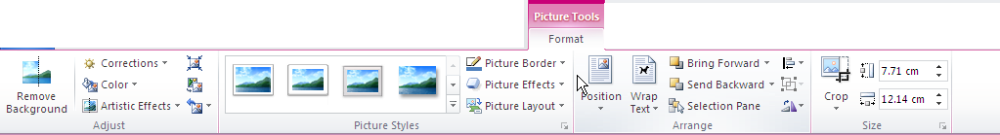 Picture Tools
Format
Remove
Background
Corrections
Color
Artistic Effects
Adjust
Picture Border
Picture Effects
Picture Layout
Picture Styles
Position
Wrap
Text
Bring Forward
Send Backward
Selection Pane
Arrange
Crop
7.71 cm
12.14 cm
Size